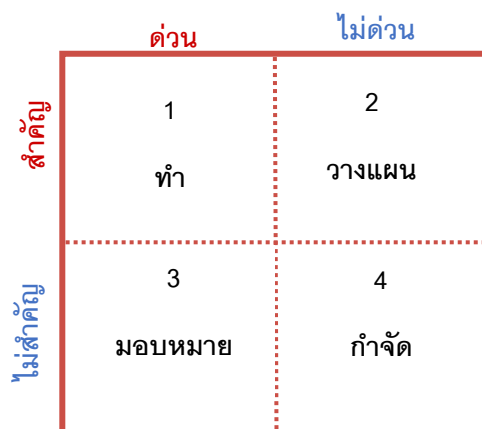 ด่วน
ไม่ด่วน
สำคัญ
1
ทำ
2
วางแผน
ไม่สำคัญ
3
มอบหมาย
4
กำจัด